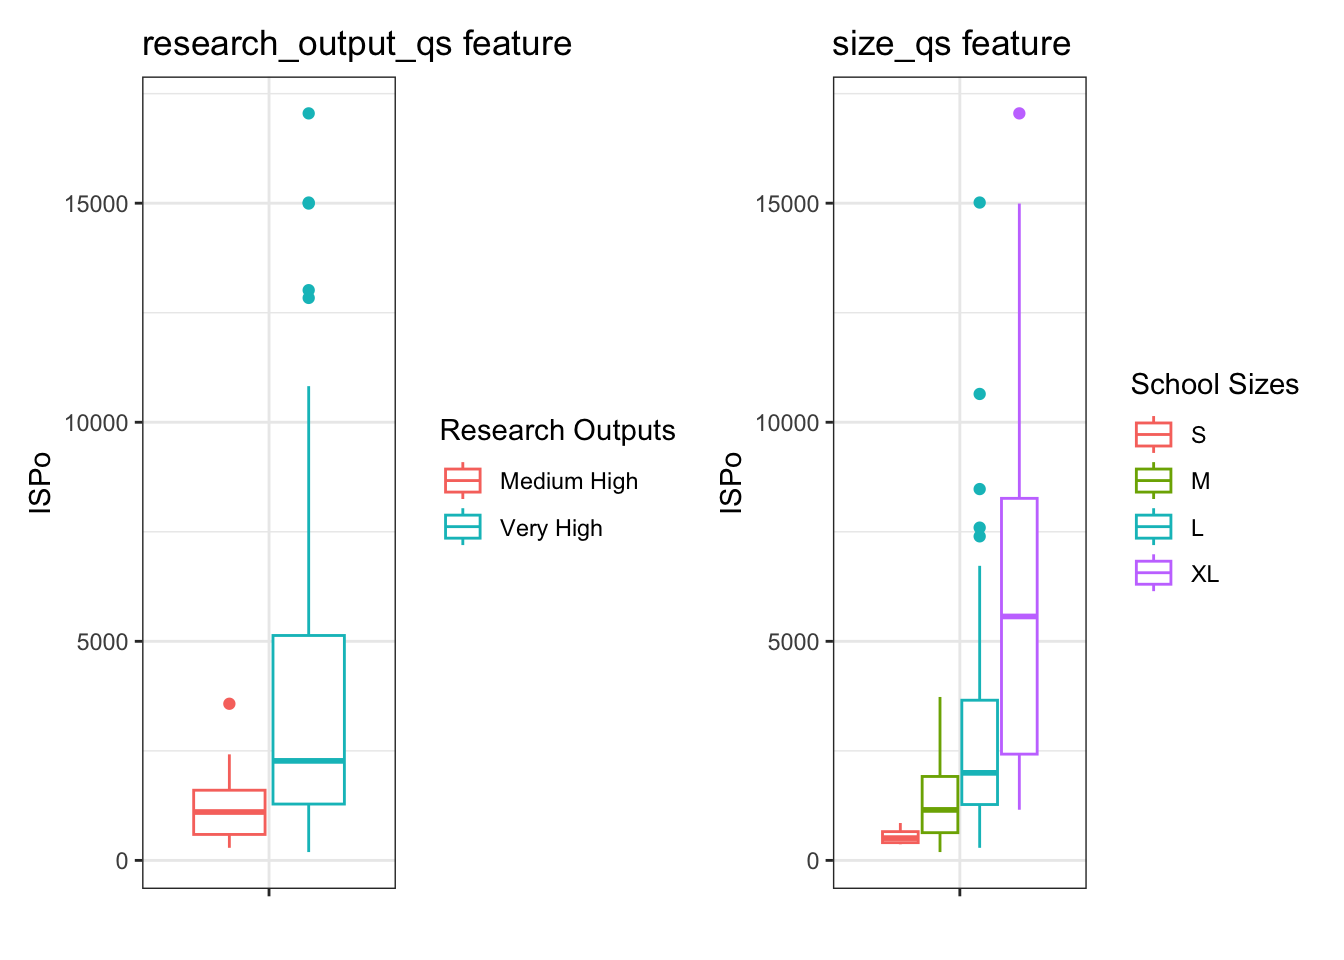 research_output_qs feature
ISPo
15000
10000
5000
0
Research Outputs
Medium High
Very High
size_qs feature
ISPo
15000
10000
5000
0
School Sizes
S
M
L
XL